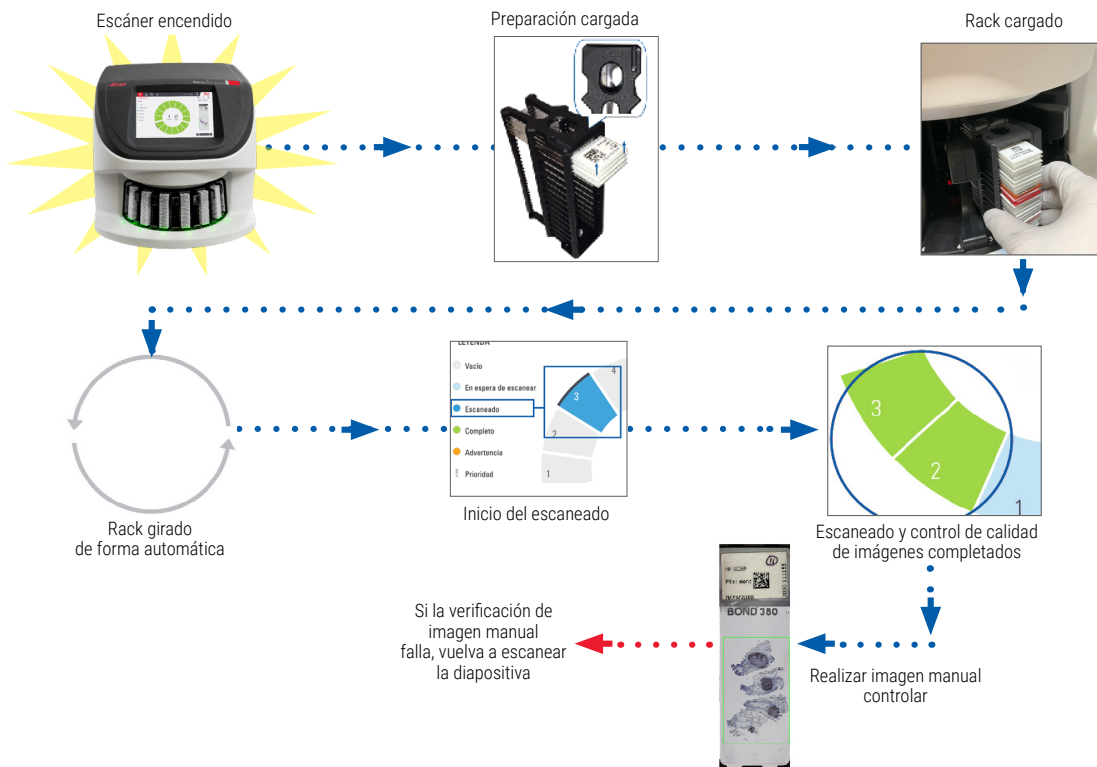 Escáner encendido
Preparación cargada
Rack cargado
LEYENDA
Vacío
En espera de escanear
Escaneado
Completo
Advertencia
! Prioridad
4
3
2
1
3
2
1
Rack girado
de forma automática
Inicio del escaneado
Escaneado y control de calidad
de imágenes completados
BOND 380
Si la verificación de
imagen manual
falla, vuelva a escanear
la diapositiva
Realizar imagen manual
controlar